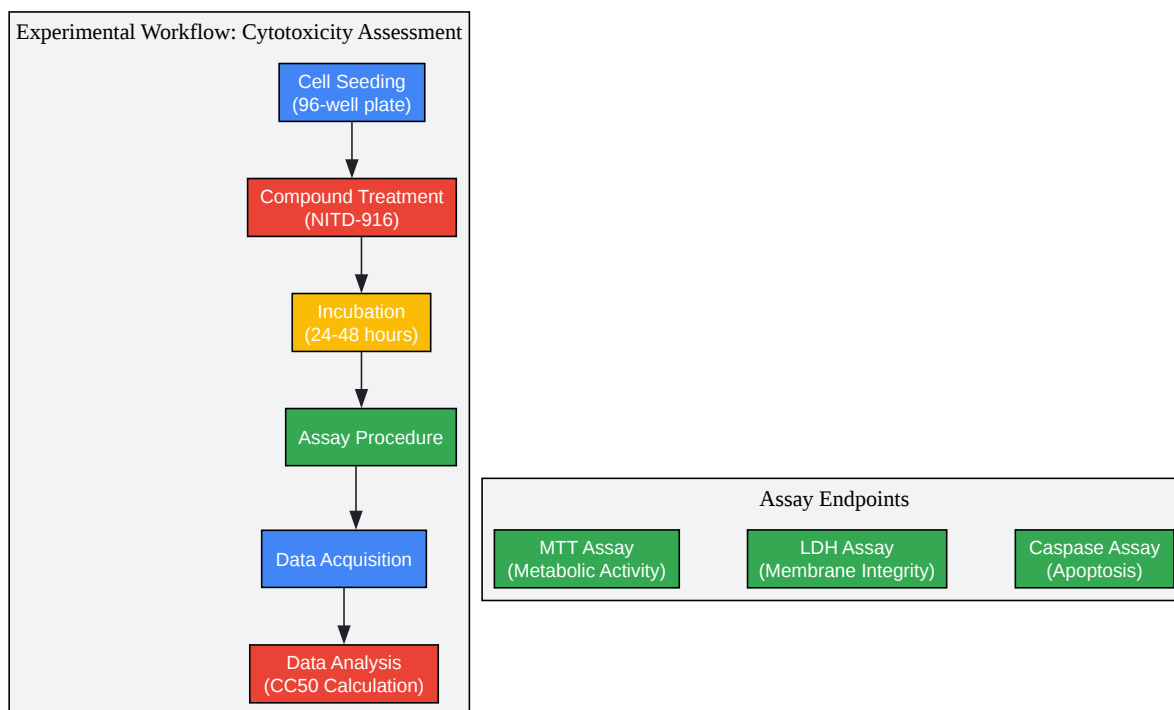 Experimental Workflow: Cytotoxicity Assessment
Cell Seeding
(96-well plate)
Compound Treatment
(NITD-916)
Incubation
(24-48 hours)
Assay Procedure
Data Acquisition
Data Analysis
(CC50 Calculation)
Assay Endpoints
MTT Assay
(Metabolic Activity)
LDH Assay
(Membrane Integrity)
Caspase Assay
(Apoptosis)